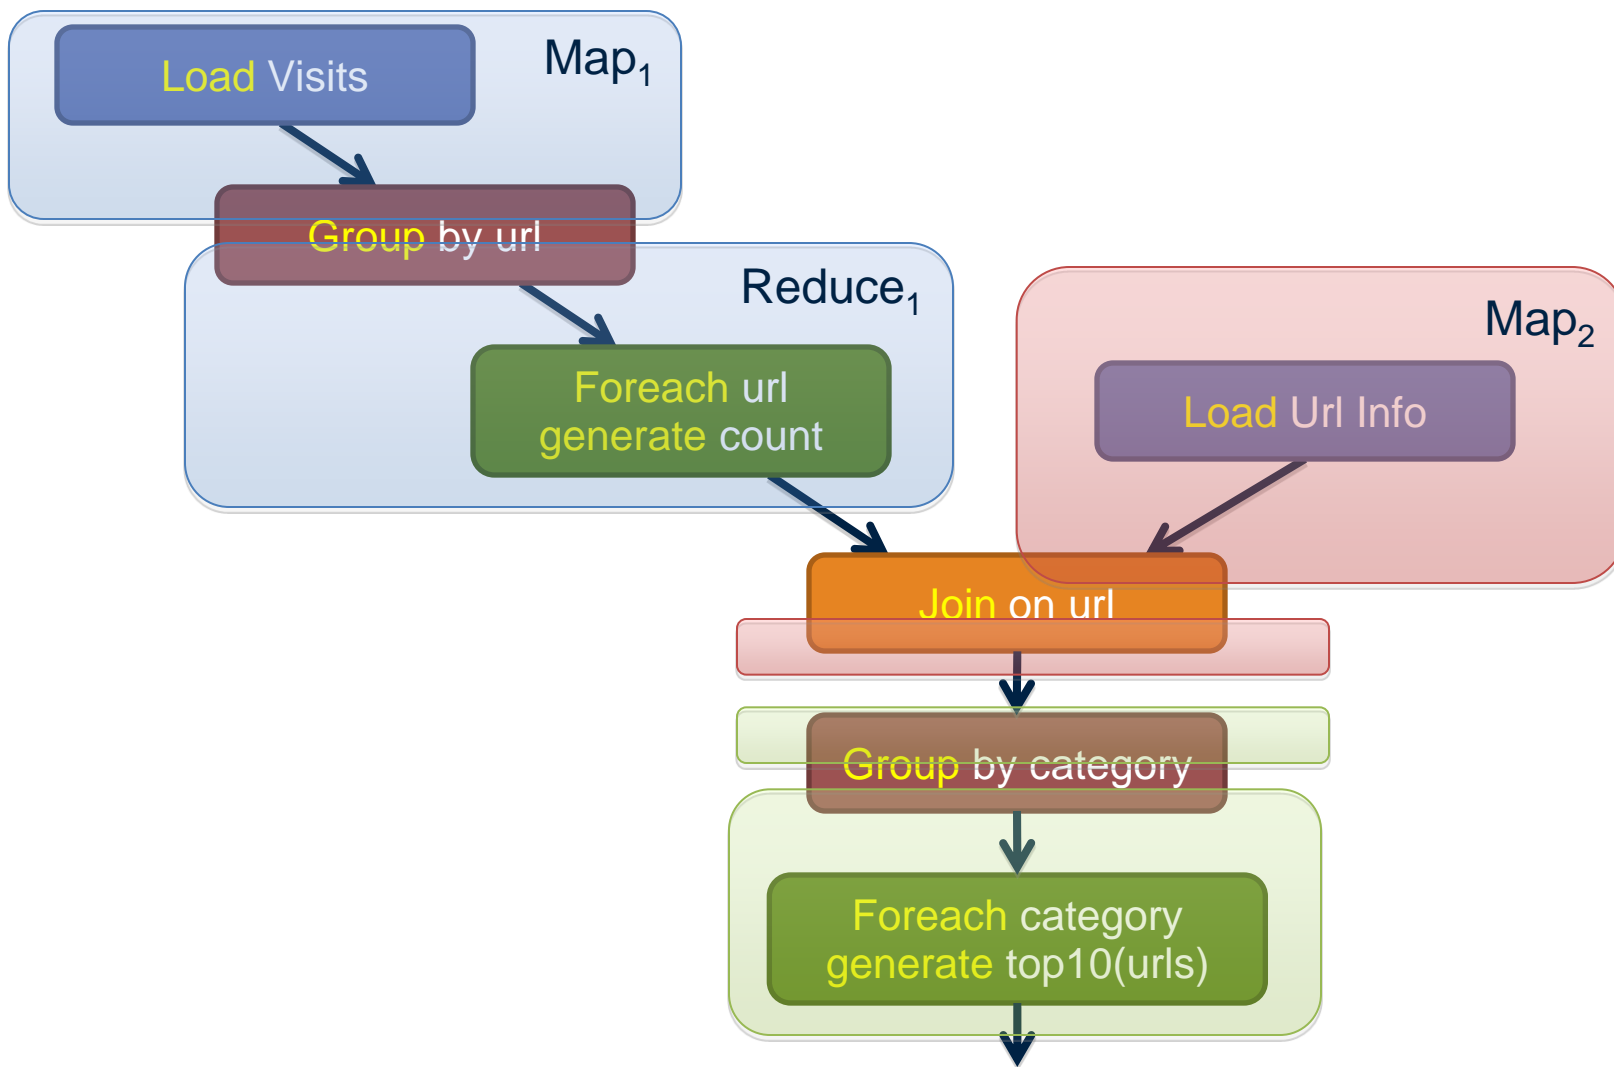 Load Visits
Map1
Group by url
Reduce1
Foreach url
generate count
Map2
Load Url Info
Join on url
Group by category
Foreach category
generate top10(urls)